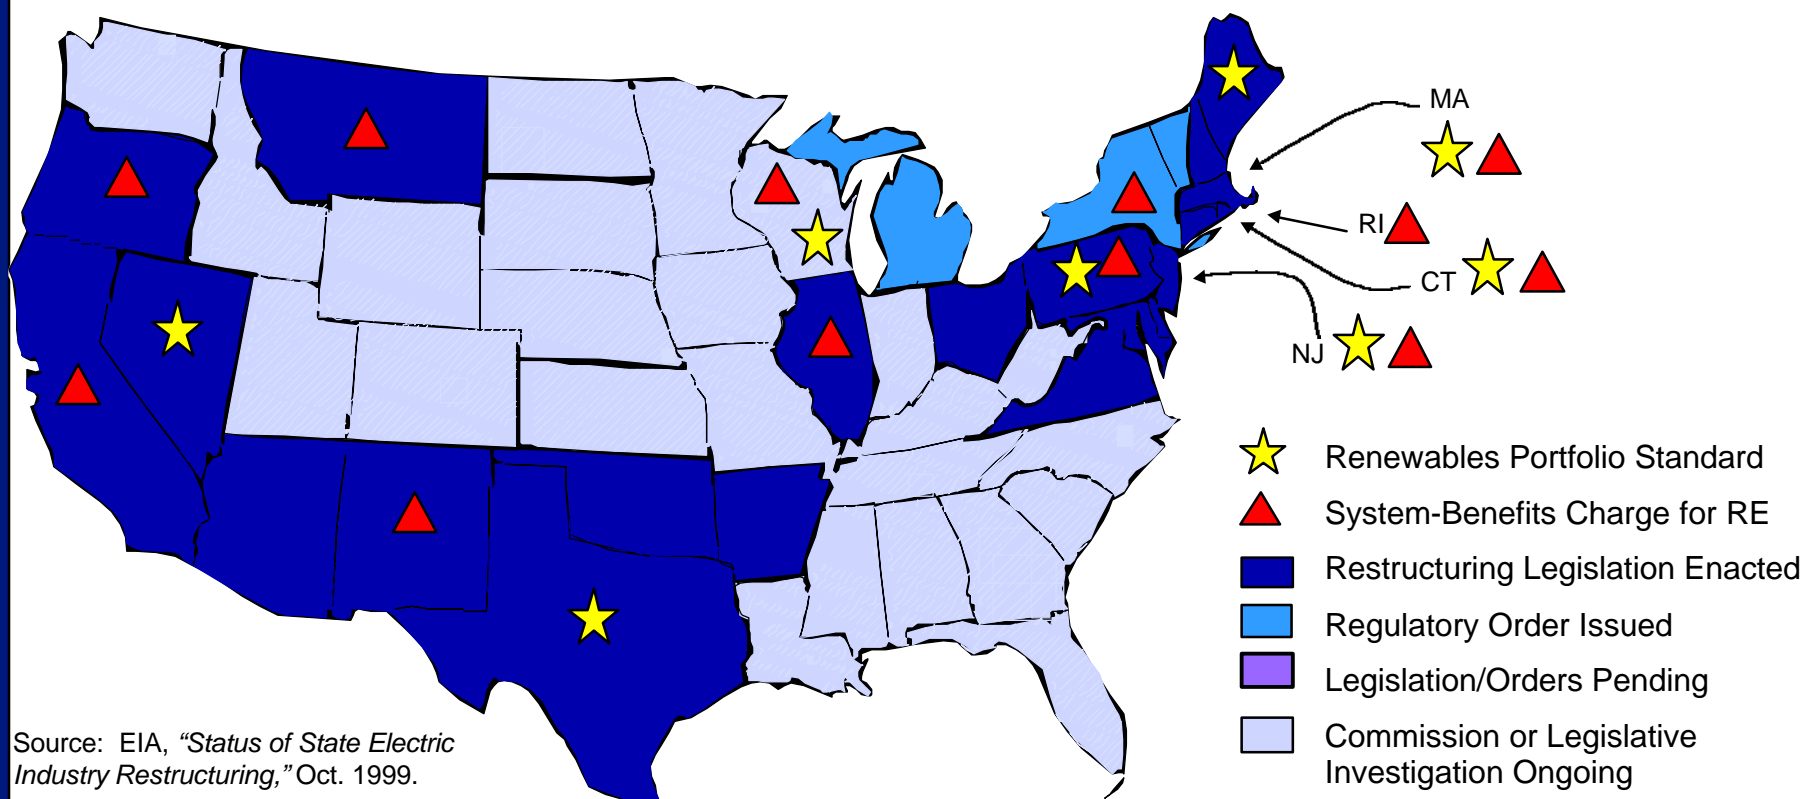 MA
RI
CT
NJ
Renewables Portfolio Standard
System-Benefits Charge for RE
Restructuring Legislation Enacted
Regulatory Order Issued
Legislation/Orders Pending
Commission or Legislative
Investigation Ongoing
Source: EIA, “Status of State Electric
Industry Restructuring,” Oct. 1999.